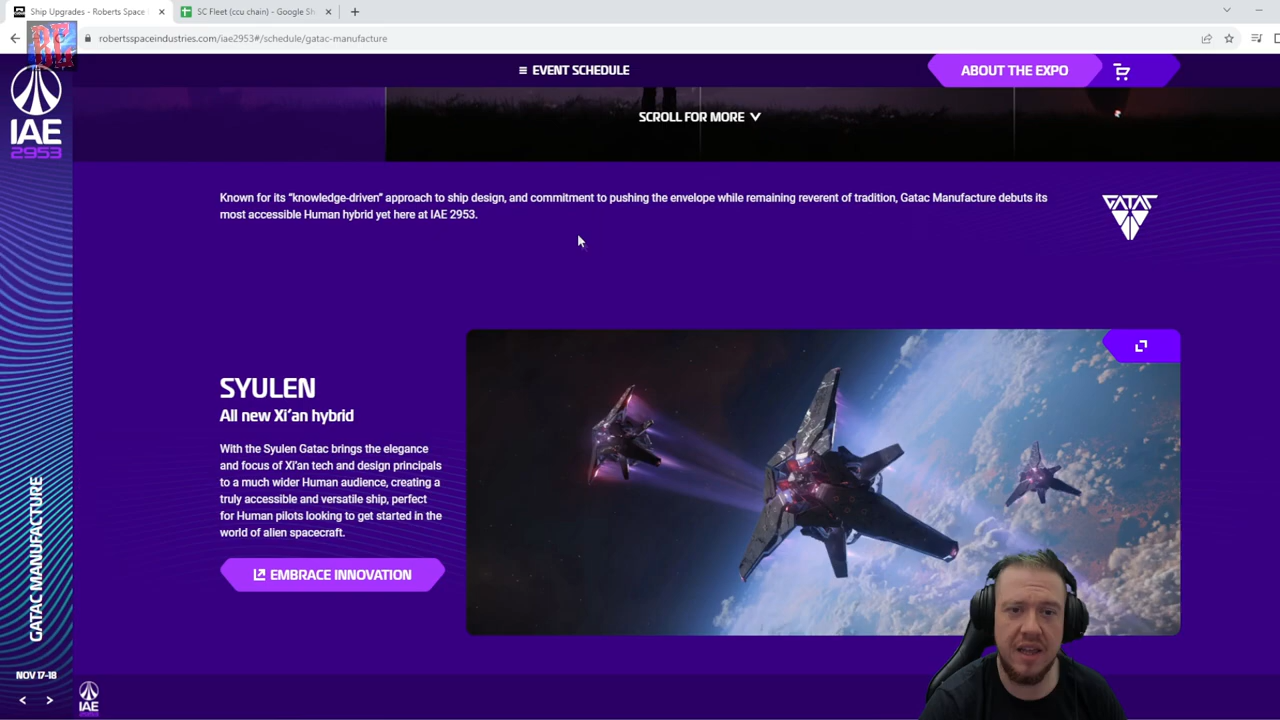 Ship Upgrades - Roberts Space
SC Fleet (ccu chain) - Google Sh
RG
robertsspaceindustries.com/iae2953#/schedule/gatac-manufacture
EVENT SCHEDULE
ABOUT THE EXPO
IAE
2953
SCROLL FOR MORE
Known for its “knowledge-driven” approach to ship design, and commitment to pushing the envelope while remaining reverent of tradition, Gatac Manufacture debuts its
most accessible Human hybrid yet here at IAE 2953.
GATAC
SYULEN
All new Xi’an hybrid
With the Syulen Gatac brings the elegance
and focus of Xi’an tech and design principals
to a much wider Human audience, creating a
truly accessible and versatile ship, perfect
for Human pilots looking to get started in the
world of alien spacecraft.
EMBRACE INNOVATION
GATAC MANUFACTURE
NOV 17-18
IAE
2953